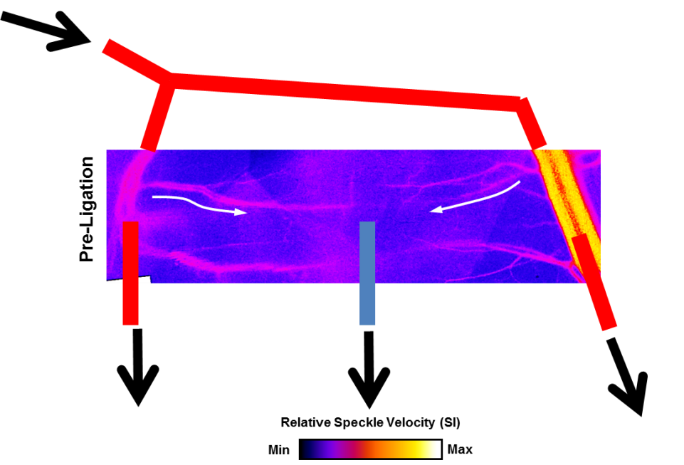 Pre-Ligation
Relative Speckle Velocity (SI)
Min
Max